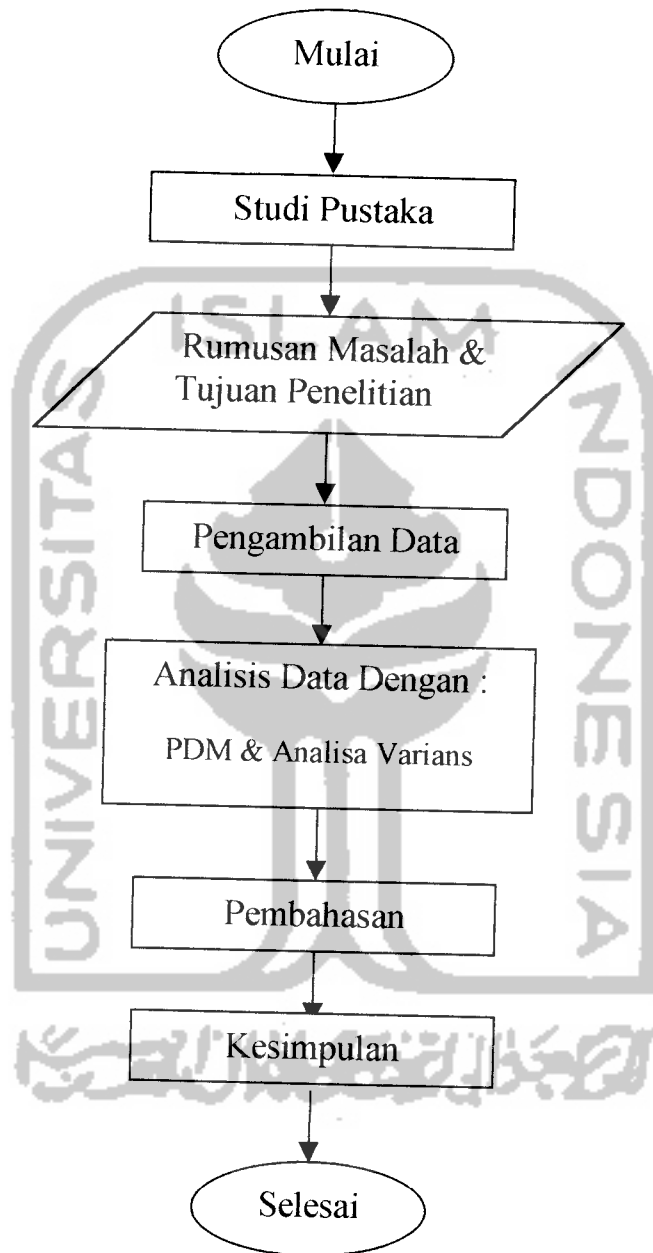 Mulai
Studi Pustaka
ISLAM
UNIVERSITAS
INDONESIA
Rumusan Masalah &
Tujuan Penelitian
Pengambilan Data
Analisis Data Dengan :
PDM & Analisa Varians
Pembahasan
Kesimpulan
Selesai